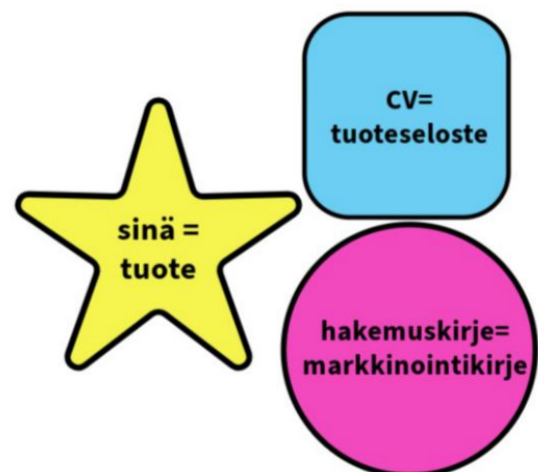 sinä =
tuote
CV=
tuoteseloste
hakemuskirje=
markkinointikirje